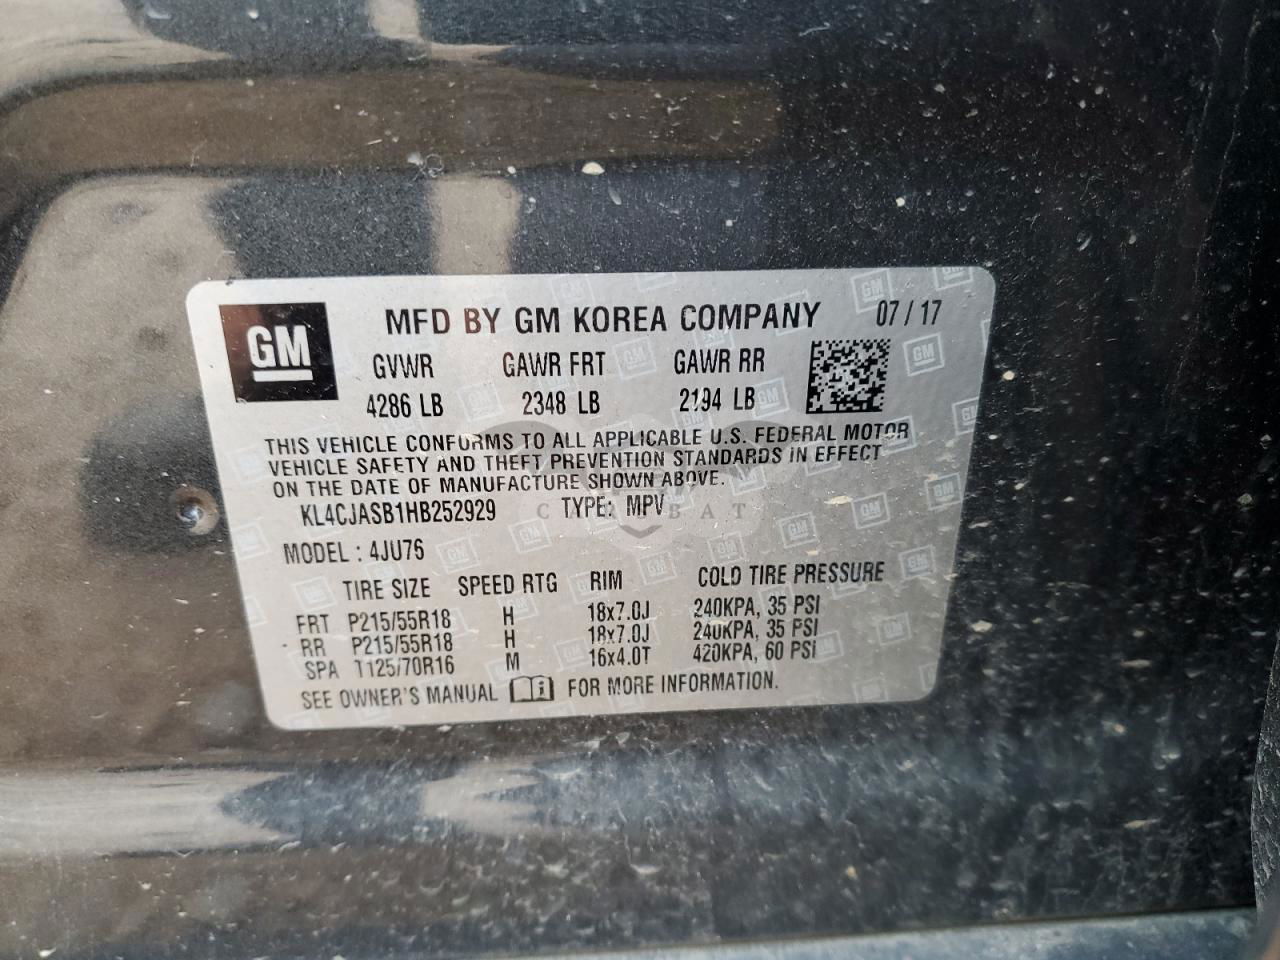 GM
MFD BY GM KOREA COMPANY 07/17
GVWR GAWR FRT GAWR RR
4286 LB 2348 LB 2194 LB
THIS VEHICLE CONFORMS TO ALL APPLICABLE U.S. FEDERAL MOTOR
VEHICLE SAFETY AND THEFT PREVENTION STANDARDS IN EFFECT
ON THE DATE OF MANUFACTURE SHOWN ABOVE.
KL4CJASB1HB252929 TYPE: MPV
MODEL : 4JU76
TIRE SIZE SPEED RTG RIM COLD TIRE PRESSURE
FRT P215/55R18 H 18x7.0J 240KPA, 35 PSI
RR P215/55R18 H 18x7.0J 240KPA, 35 PSI
SPA T125/70R16 M 16x4.0T 420KPA, 60 PSI
SEE OWNER'S MANUAL FOR MORE INFORMATION.